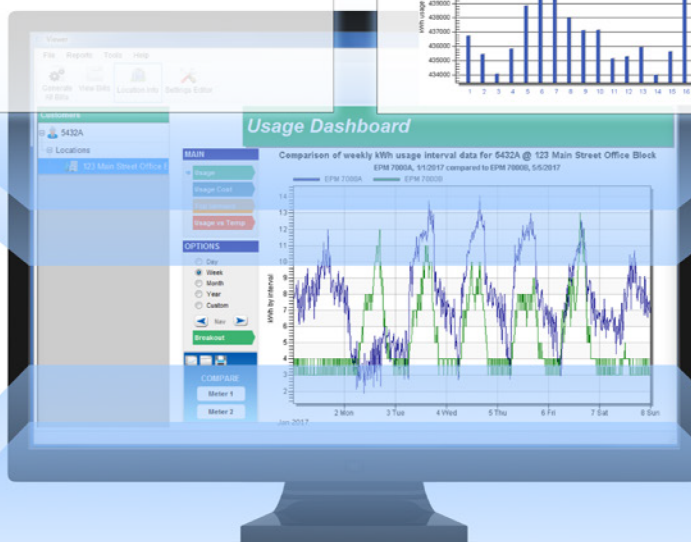 kWh usage
439000
438000
437000
436000
435000
434000
1 2 3 4 5 6 7 8 9 10 11 12 13 14 15 16
Viewer
File Reports Tools Help
Generate All Bills View Bills Location Info Settings Editor
Customers
5432A
Locations
123 Main Street Office B
Usage Dashboard
MAIN
Usage
Usage Cost
Usage vs Temp
OPTIONS
Day
Week
Month
Year
Custom
Nav
Breakout
COMPARE
Meter 1
Meter 2
Comparison of weekly kWh usage interval data for 5432A @ 123 Main Street Office Block
EPM 7000A, 1/1/2017 compared to EPM 7000B, 5/5/2017
EPM 7000A EPM 7000B
kWh by interval
14
13
12
11
10
9
8
7
6
5
4
3
2
2 Mon 3 Tue 4 Wed 5 Thu 6 Fri 7 Sat 8 Sun
Jan 2017